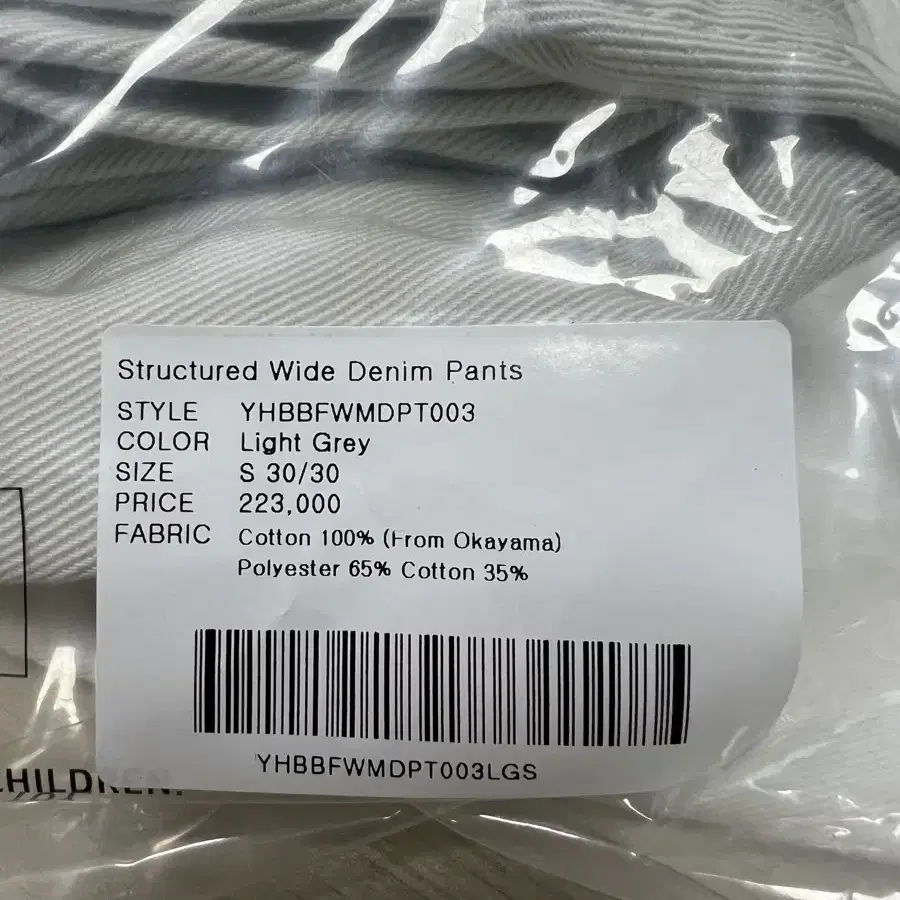 Structured Wide Denim Pants
STYLE YHBBFWMDPT003
COLOR Light Grey
SIZE S 30/30
PRICE 223,000
FABRIC Cotton 100% (From Okayama)
Polyester 65% Cotton 35%
YHBBFWMDPT003LGS
CHILDREN.